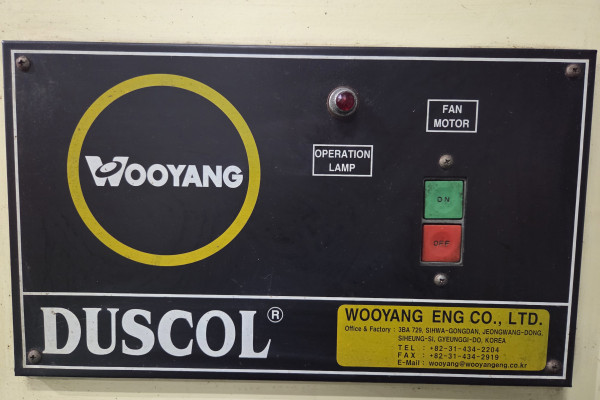 WOOYANG
OPERATION
LAMP
FAN
MOTOR
ON
OFF
DUSCOL®
WOOYANG ENG CO., LTD.
Office & Factory : 3BA 729, SIHWA-GONGDAN, JEONGWANG-DONG,
SIHEUNG-SI, GYEUNGGI-DO, KOREA
TEL : +82-31-434-2204
FAX : +82-31-434-2919
E-Mail : wooyang@wooyangeng.co.kr